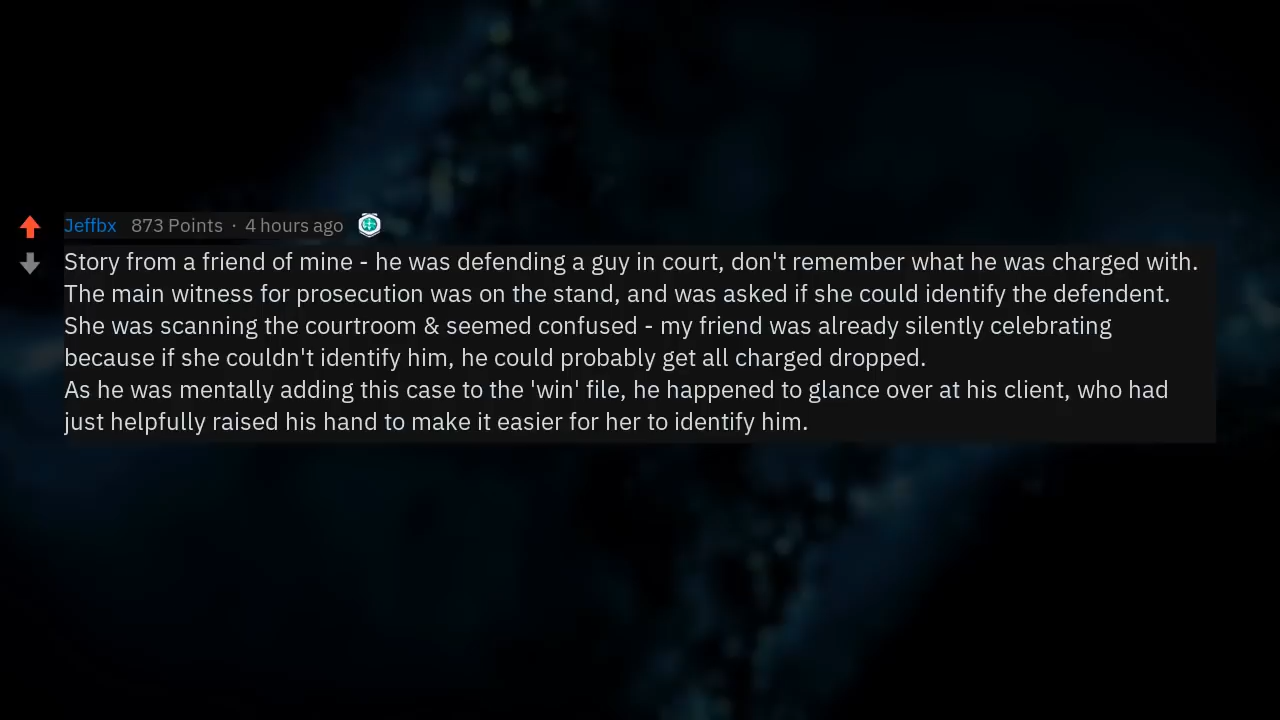 Jeffbx 873 Points · 4 hours ago
Story from a friend of mine - he was defending a guy in court, don't remember what he was charged with.
The main witness for prosecution was on the stand, and was asked if she could identify the defendent.
She was scanning the courtroom & seemed confused - my friend was already silently celebrating
because if she couldn't identify him, he could probably get all charged dropped.
As he was mentally adding this case to the 'win' file, he happened to glance over at his client, who had
just helpfully raised his hand to make it easier for her to identify him.